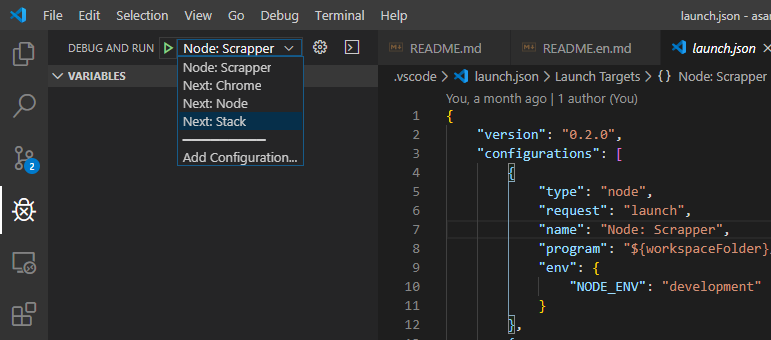 File Edit Selection View Go Debug Terminal Help launch.json - asa
DEBUG AND RUN Node: Scrapper
VARIABLES
Node: Scrapper
Next: Chrome
Next: Node
Next: Stack
Add Configuration...
2
README.md README.en.md launch.json
.vscode > launch.json > Launch Targets > {} Node: Scrapper
You, a month ago | 1 author (You)
1 {
2 "version": "0.2.0",
3 "configurations": [
4 {
5 "type": "node",
6 "request": "launch",
7 "name": "Node: Scrapper",
8 "program": "${workspaceFolder}
9 "env": {
10 "NODE_ENV": "development"
11 }
12 },